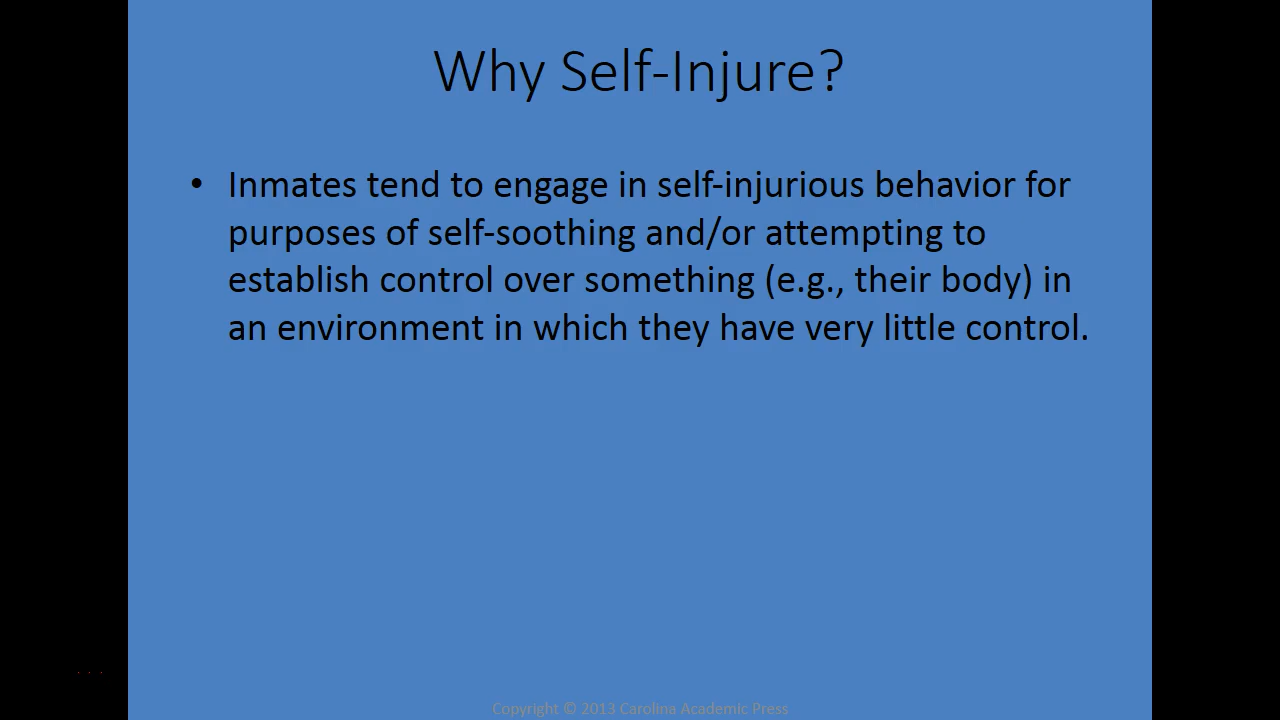 Why Self-Injure?
• Inmates tend to engage in self-injurious behavior for
purposes of self-soothing and/or attempting to
establish control over something (e.g., their body) in
an environment in which they have very little control.
Copyright © 2013 Carolina Academic Press